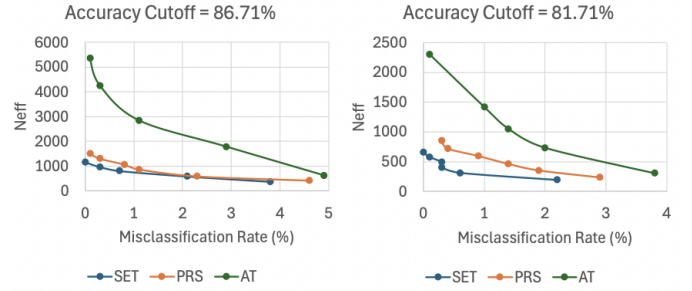 Accuracy Cutoff = 86.71%
6000
5000
4000
3000
2000
1000
0
Neff
0 1 2 3 4 5
Misclassification Rate (%)
SET PRS AT
Accuracy Cutoff = 81.71%
2500
2000
1500
1000
500
0
Neff
0 1 2 3 4
Misclassification Rate (%)
SET PRS AT